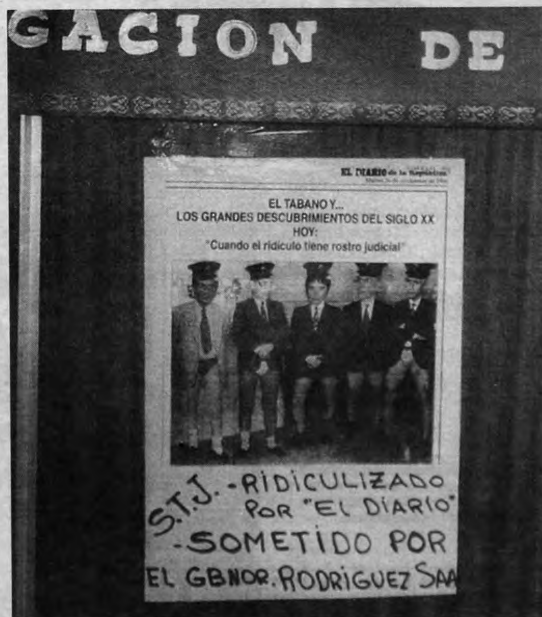 GACION DE
EL DIARIO de la República
EL TABANO Y...
LOS GRANDES DESCUBRIMIENTOS DEL SIGLO XX
HOY:
"Cuando el ridículo tiene rostro judicial"
S.T.J. - RIDICULIZADO
POR "EL DIARIO"
- SOMETIDO POR
EL GBNOR. RODRIGUEZ SAA